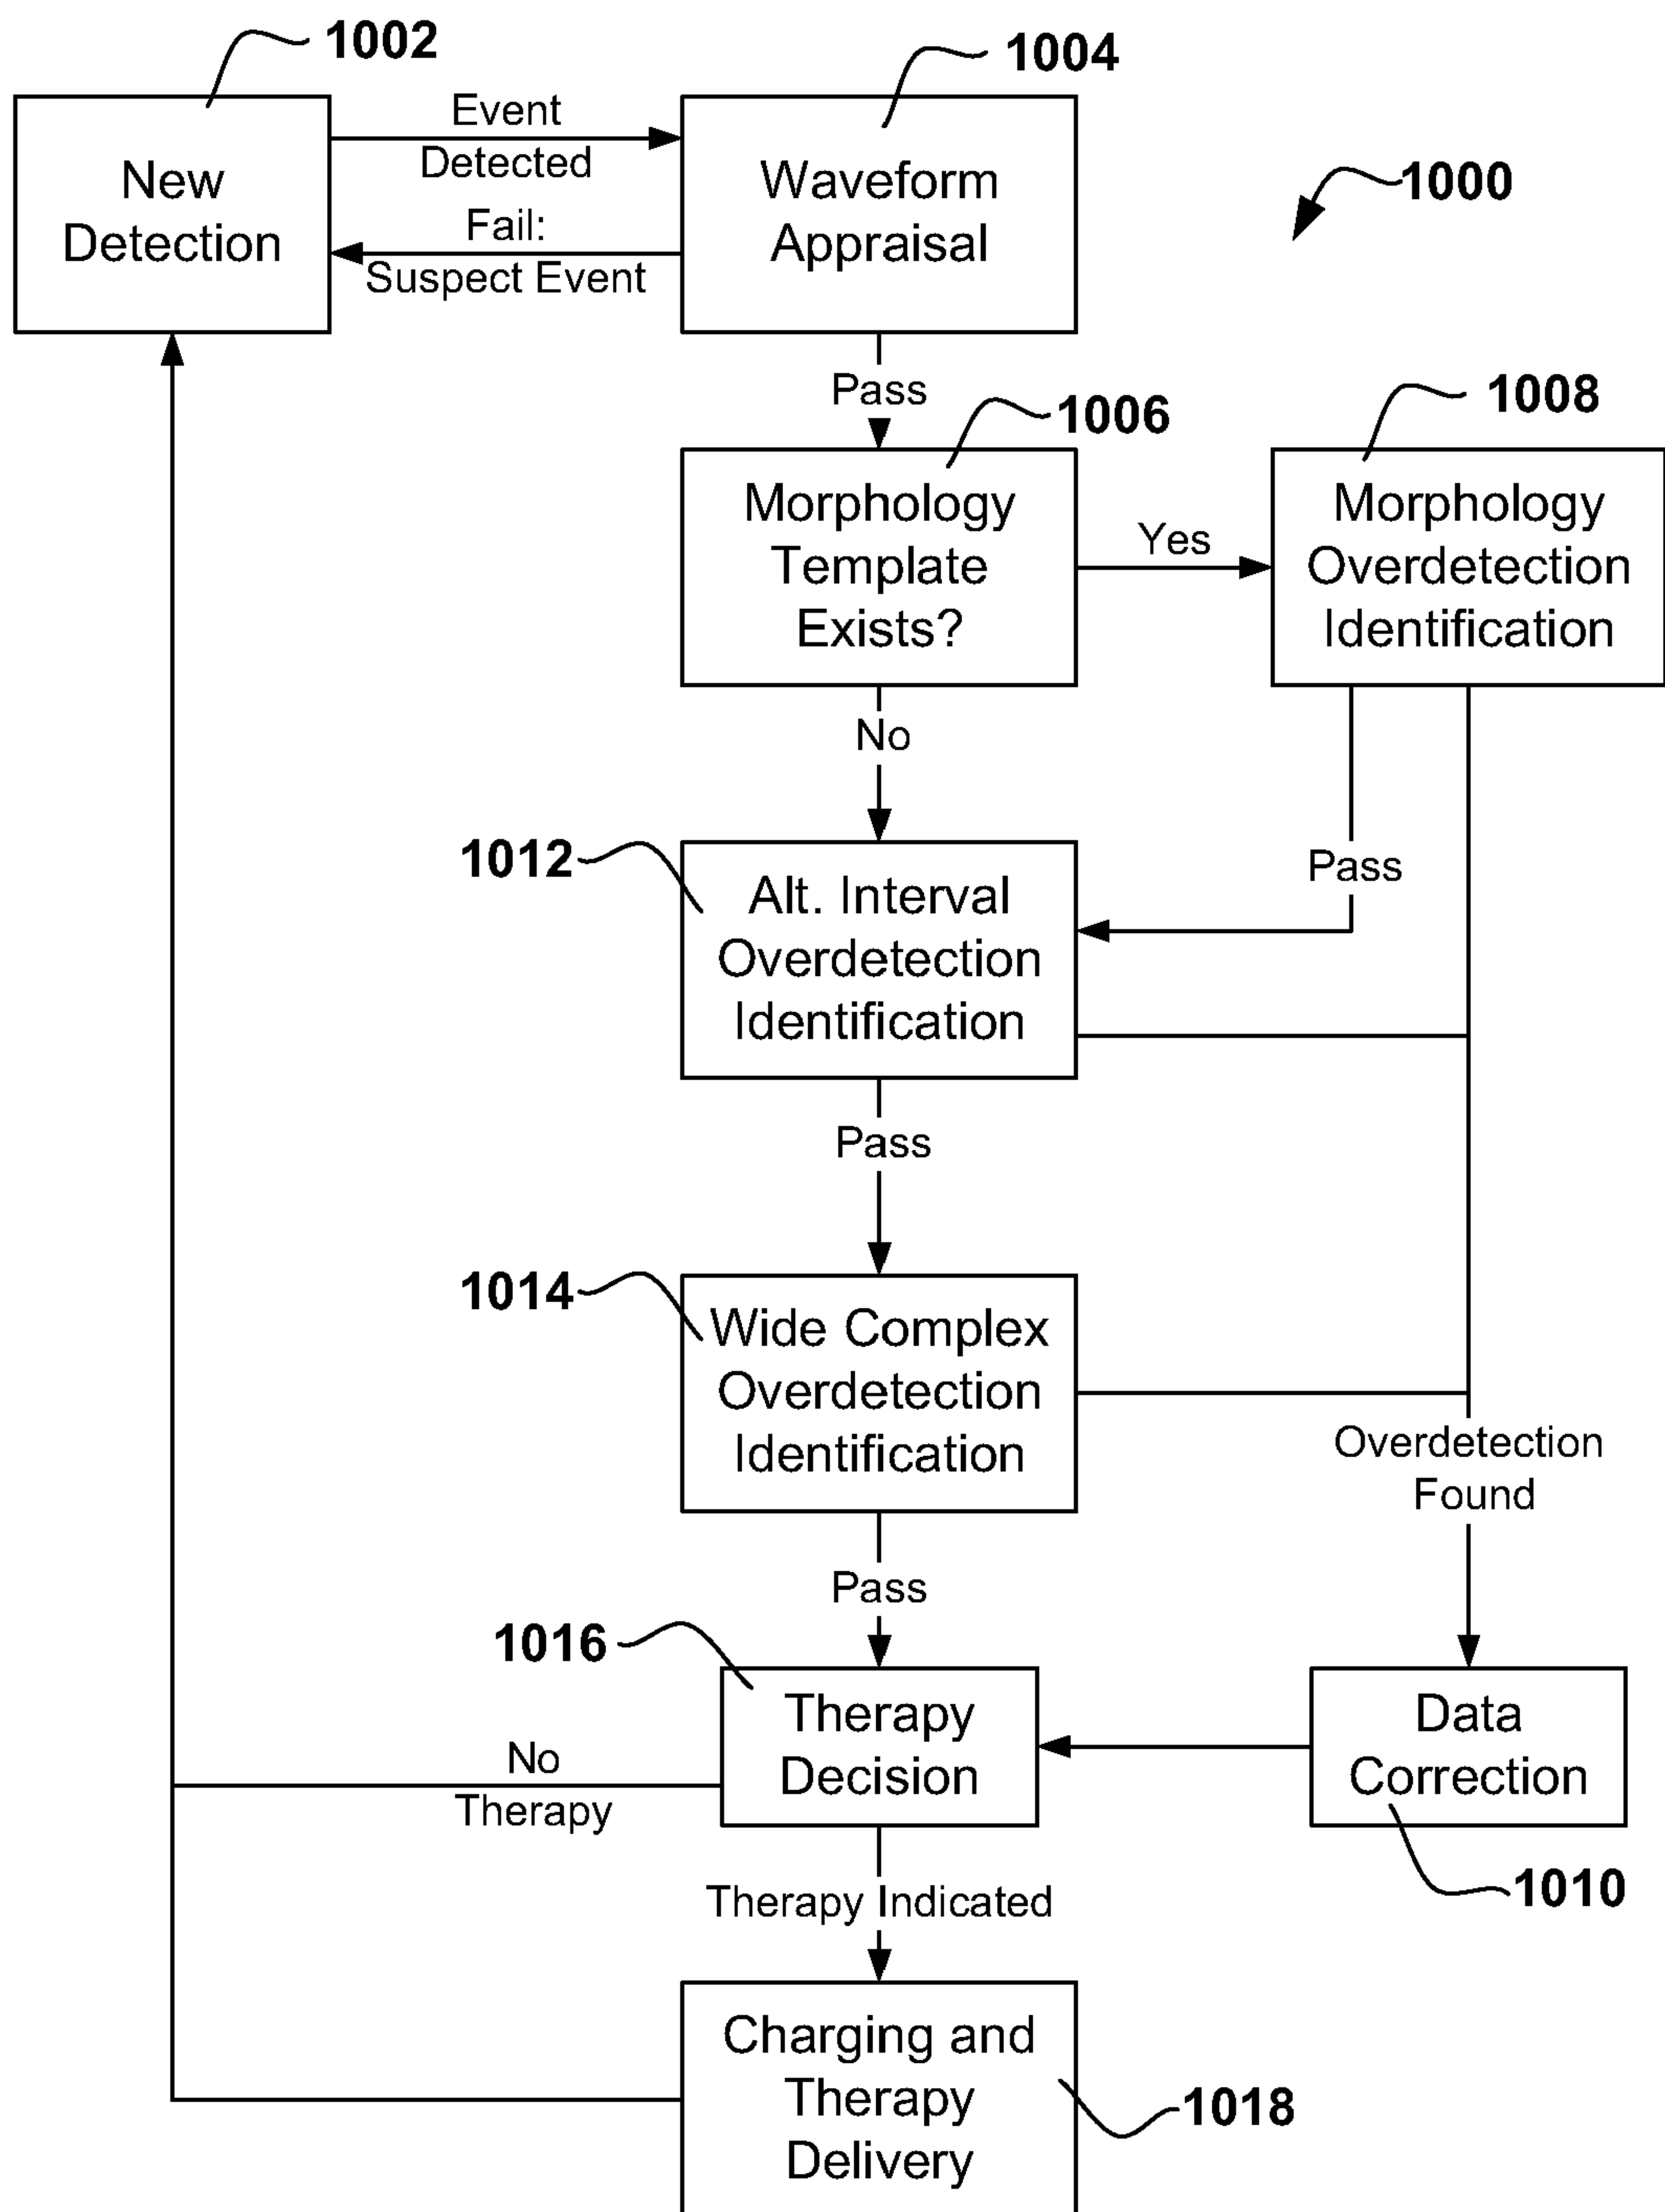 1002
1004
Event
Detected
New
Detection
Waveform
Appraisal
1000
Fail:
Suspect Event
Pass
1006
1008
Morphology
Template
Exists?
Yes
Morphology
Overdetection
Identification
No
Pass
1012
Alt. Interval
Overdetection
Identification
Pass
1014
Wide Complex
Overdetection
Identification
Overdetection
Found
Pass
1016
Therapy
Decision
Data
Correction
No
Therapy
1010
Therapy Indicated
Charging and
Therapy
Delivery
1018